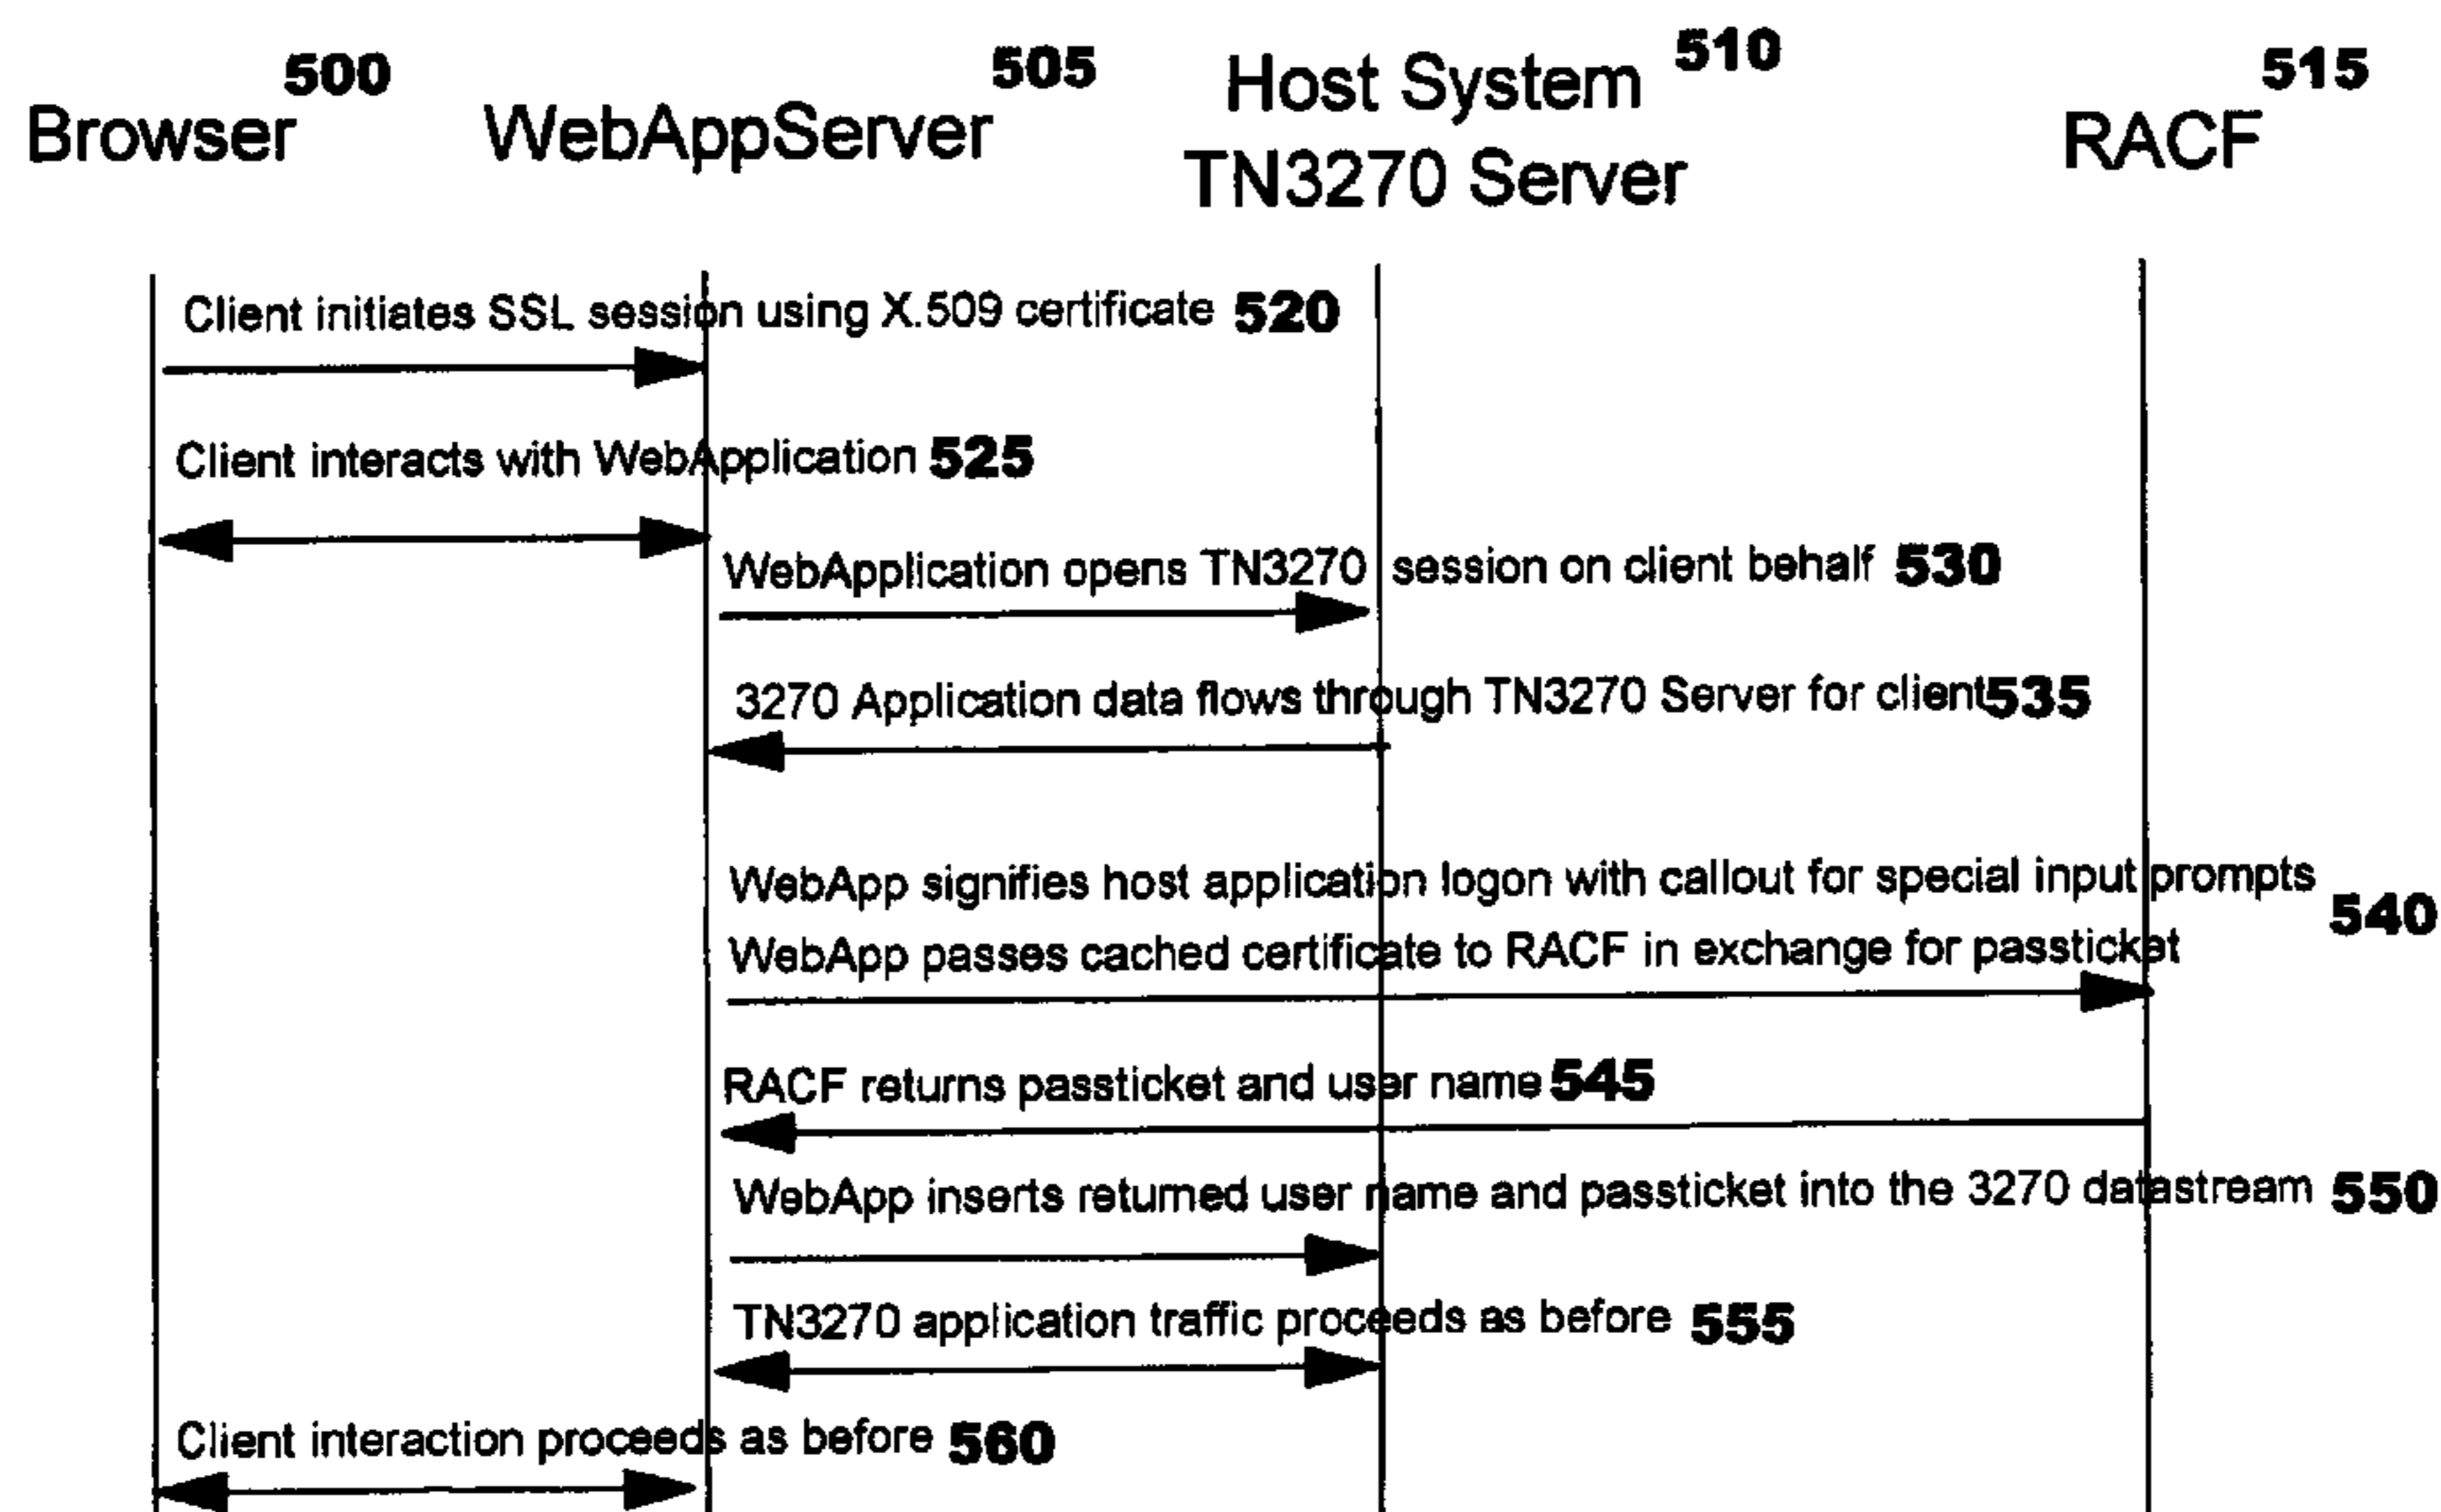 Browser 500
WebAppServer 505
Host System 510
TN3270 Server
RACF 515
Client initiates SSL session using X.509 certificate 520
Client interacts with WebApplication 525
WebApplication opens TN3270 session on client behalf 530
3270 Application data flows through TN3270 Server for client 535
WebApp signifies host application logon with callout for special input prompts
540
WebApp passes cached certificate to RACF in exchange for passticket
RACF returns passticket and user name 545
WebApp inserts returned user name and passticket into the 3270 datastream 550
TN3270 application traffic proceeds as before 555
Client interaction proceeds as before 560